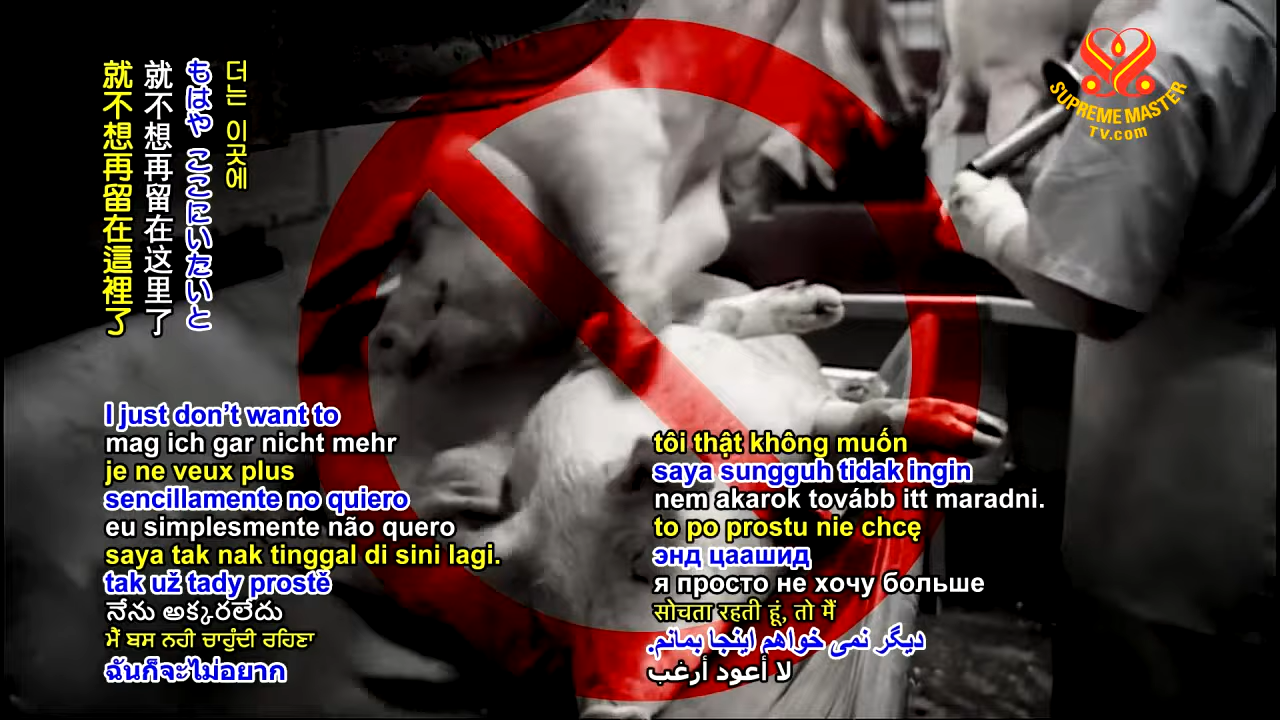 더는 이곳에
もはや ここにいたいと
就不想再留在这里了
就不想再留在這裡了
SUPREME MASTER
TV.com
I just don't want to
mag ich gar nicht mehr
je ne veux plus
sencillamente no quiero
eu simplesmente não quero
saya tak nak tinggal di sini lagi.
tak už tady prostě
నేను అక్కరలేదు
ਮੈਂ ਬਸ ਨਹੀ ਚਾਹੁੰਦੀ ਰਹਿਣਾ
ฉันก็จะไม่อยาก
tôi thật không muốn
saya sungguh tidak ingin
nem akarok tovább itt maradni.
to po prostu nie chcę
энд цаашид
я просто не хочу больше
सोचता रहती हूं, तो मैं
دیگر نمی خواهم اینجا بمانم.
لا أعود أرغب